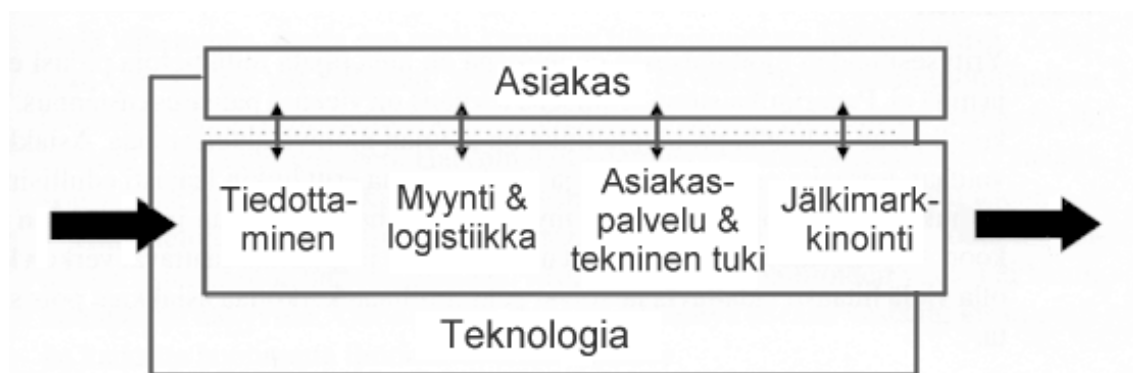 Asiakas
Tiedotta-
minen
Myynti &
logistiikka
Asiakas-
palvelu &
tekninen tuki
Jälkimark-
kinointi
Teknologia